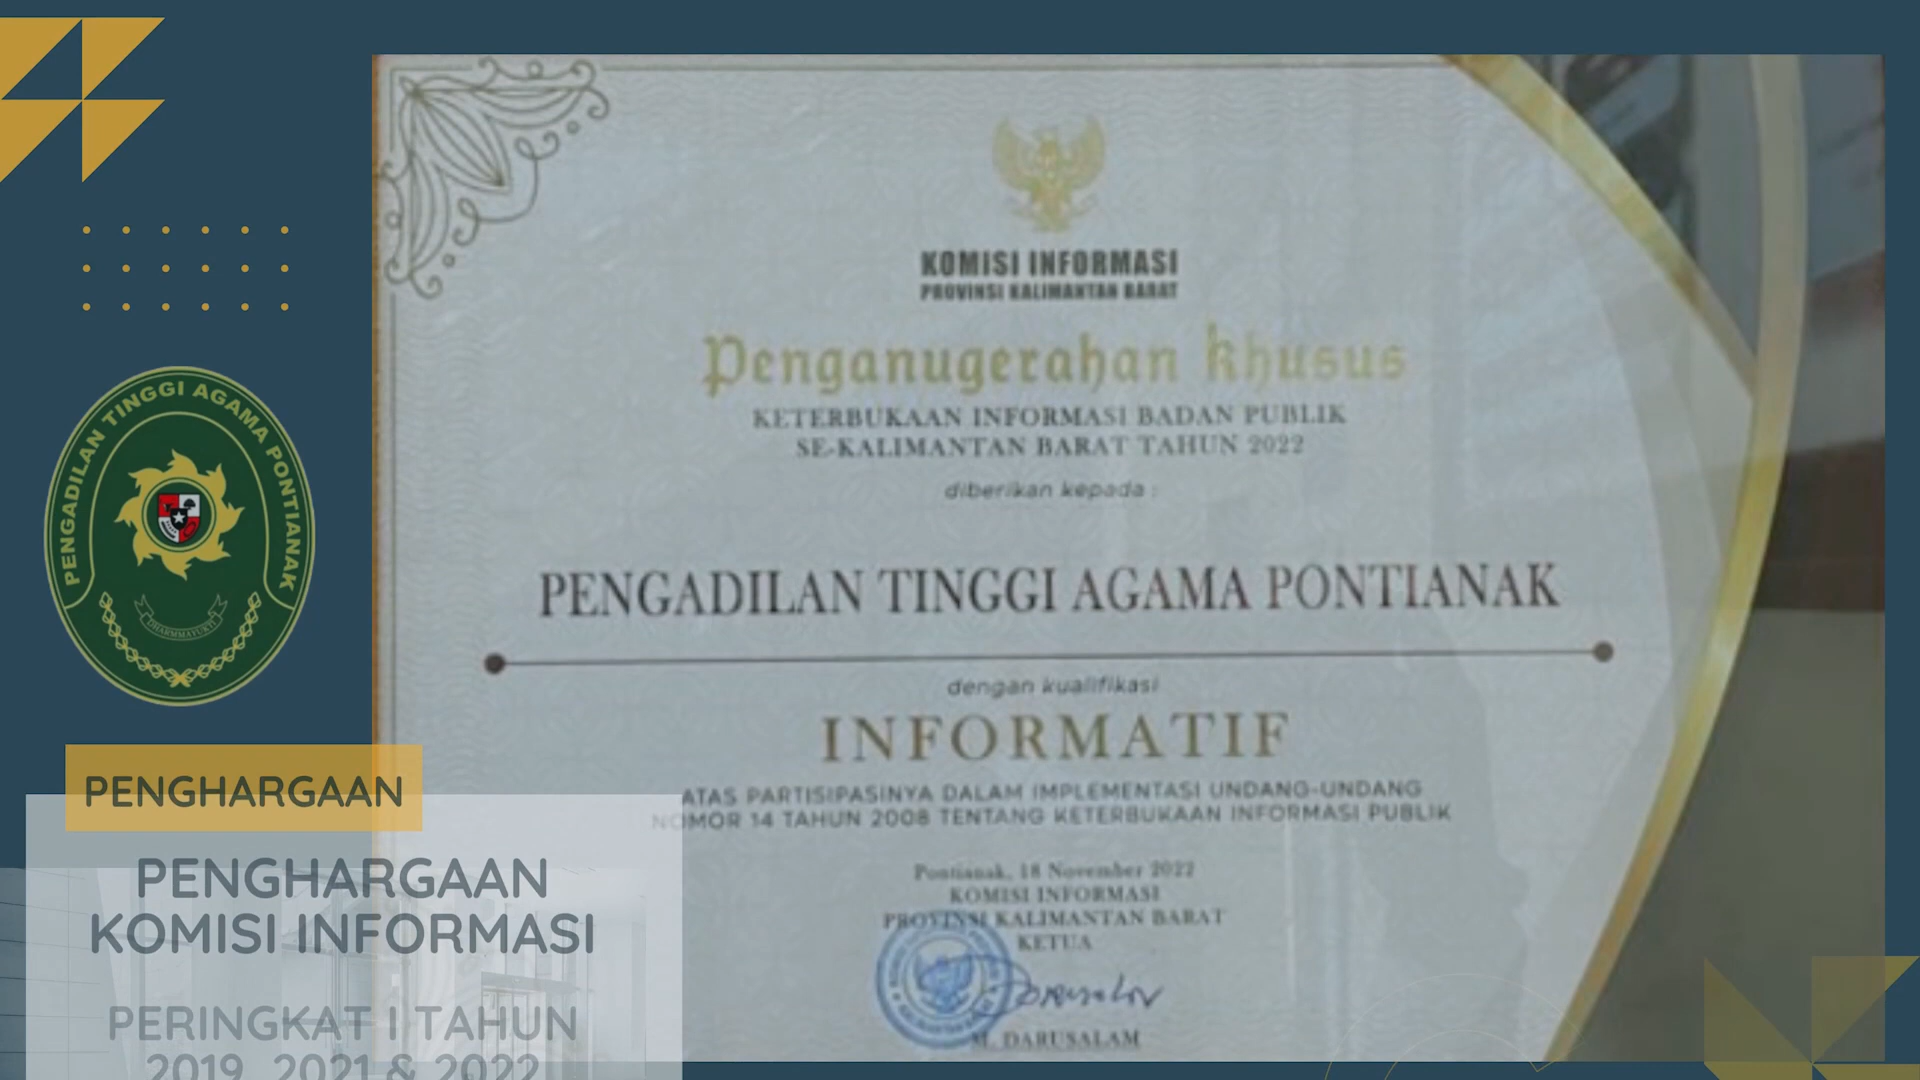 KOMISI INFORMASI
PROVINSI KALIMANTAN BARAT
Penganugerahan khusus
KETERBUKAAN INFORMASI BADAN PUBLIK
SE-KALIMANTAN BARAT TAHUN 2022
diberikan kepada :
PENGADILAN TINGGI AGAMA PONTIANAK
dengan kualifikasi
INFORMATIF
ATAS PARTISIPASINYA DALAM IMPLEMENTASI UNDANG-UNDANG
NOMOR 14 TAHUN 2008 TENTANG KETERBUKAAN INFORMASI PUBLIK
Pontianak, 18 November 2022
KOMISI INFORMASI
PROVINSI KALIMANTAN BARAT
KETUA
M. DARUSALAM
PENGADILAN TINGGI AGAMA PONTIANAK
DHARMMAYUKTI
PENGHARGAAN
PENGHARGAAN
KOMISI INFORMASI
PERINGKAT I TAHUN
2019, 2021 & 2022